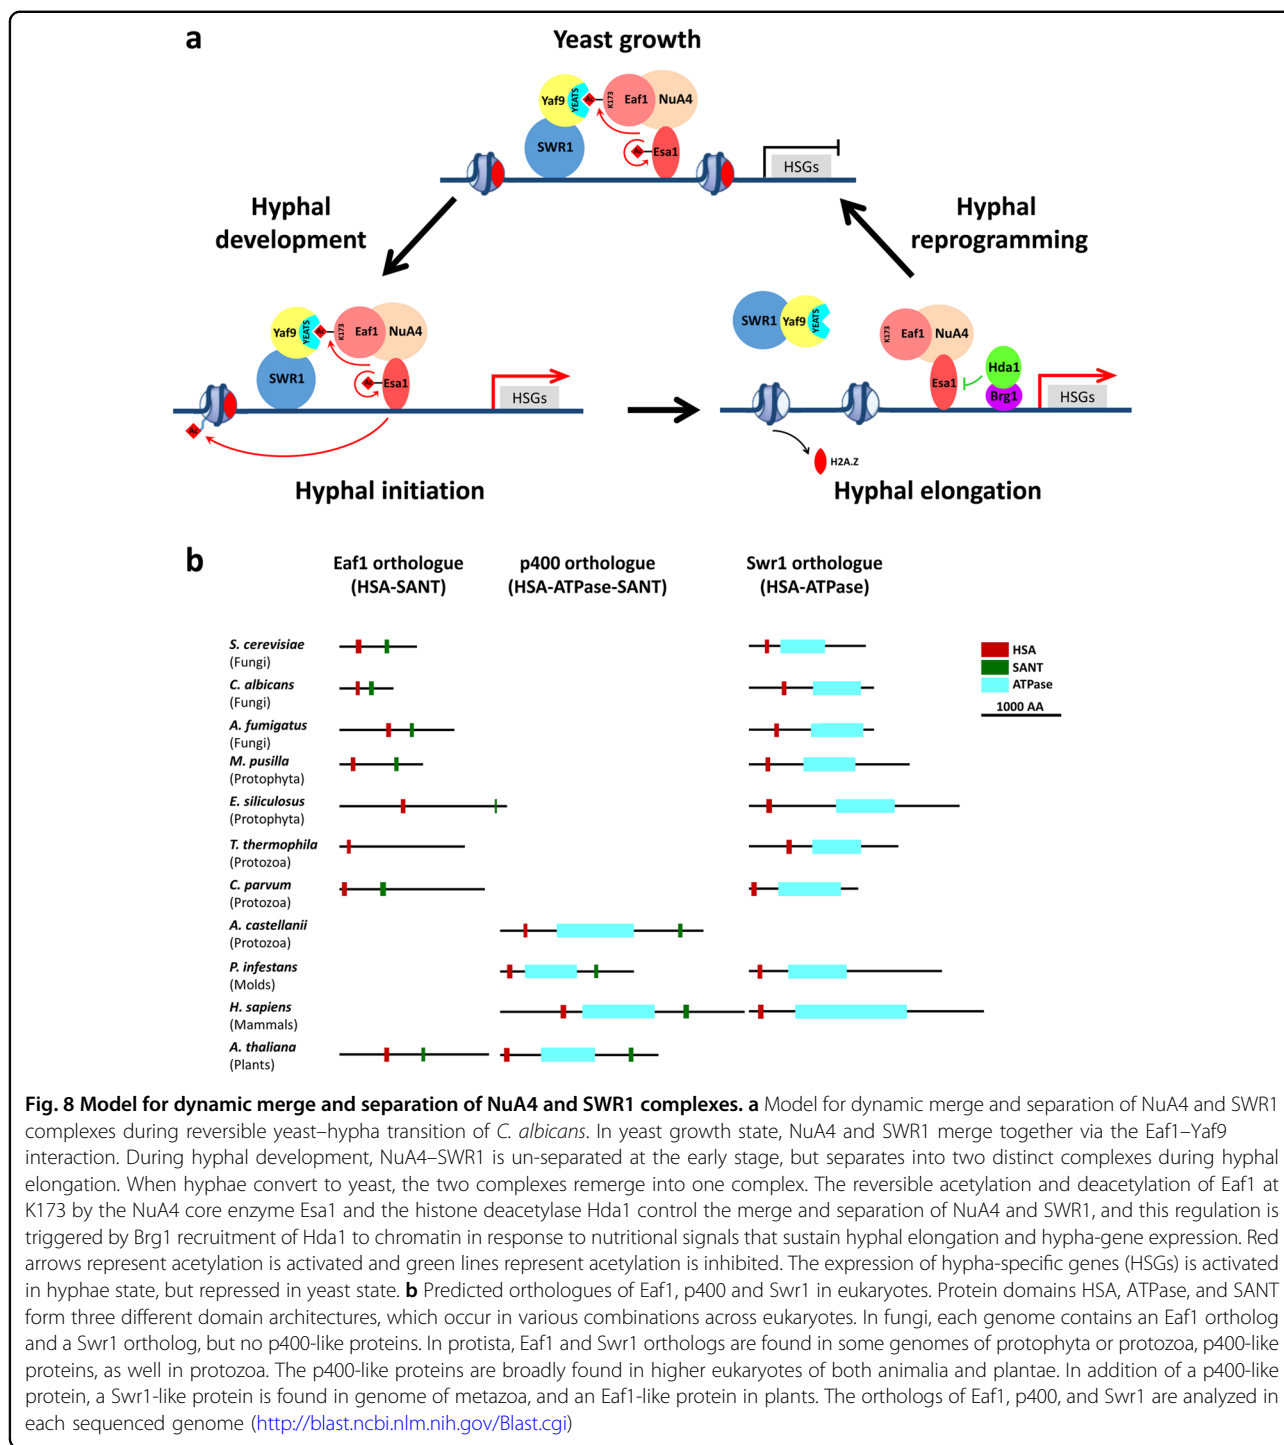 a
Yeast growth
Yaf9
YEATS
Ac
K173
Eaf1
NuA4
SWR1
Ac
Esa1
HSGs
Hyphal
development
Hyphal
reprogramming
Yaf9
YEATS
Ac
K173
Eaf1
NuA4
SWR1
Ac
Esa1
HSGs
Ac
Hyphal initiation
SWR1
Yaf9
YEATS
K173
Eaf1
NuA4
Esa1
Hda1
Brg1
HSGs
H2A.Z
Hyphal elongation
b
Eaf1 orthologue
(HSA-SANT)
p400 orthologue
(HSA-ATPase-SANT)
Swr1 orthologue
(HSA-ATPase)
S. cerevisiae
(Fungi)
C. albicans
(Fungi)
A. fumigatus
(Fungi)
M. pusilla
(Protophyta)
E. siliculosus
(Protophyta)
T. thermophila
(Protozoa)
C. parvum
(Protozoa)
A. castellanii
(Protozoa)
P. infestans
(Molds)
H. sapiens
(Mammals)
A. thaliana
(Plants)
HSA
SANT
ATPase
1000 AA
Fig. 8 Model for dynamic merge and separation of NuA4 and SWR1 complexes. a Model for dynamic merge and separation of NuA4 and SWR1
complexes during reversible yeast–hypha transition of C. albicans. In yeast growth state, NuA4 and SWR1 merge together via the Eaf1–Yaf9
interaction. During hyphal development, NuA4–SWR1 is un-separated at the early stage, but separates into two distinct complexes during hyphal
elongation. When hyphae convert to yeast, the two complexes remerge into one complex. The reversible acetylation and deacetylation of Eaf1 at
K173 by the NuA4 core enzyme Esa1 and the histone deacetylase Hda1 control the merge and separation of NuA4 and SWR1, and this regulation is
triggered by Brg1 recruitment of Hda1 to chromatin in response to nutritional signals that sustain hyphal elongation and hypha-gene expression. Red
arrows represent acetylation is activated and green lines represent acetylation is inhibited. The expression of hypha-specific genes (HSGs) is activated
in hyphae state, but repressed in yeast state. b Predicted orthologues of Eaf1, p400 and Swr1 in eukaryotes. Protein domains HSA, ATPase, and SANT
form three different domain architectures, which occur in various combinations across eukaryotes. In fungi, each genome contains an Eaf1 ortholog
and a Swr1 ortholog, but no p400-like proteins. In protista, Eaf1 and Swr1 orthologs are found in some genomes of protophyta or protozoa, p400-like
proteins, as well in protozoa. The p400-like proteins are broadly found in higher eukaryotes of both animalia and plantae. In addition of a p400-like
protein, a Swr1-like protein is found in genome of metazoa, and an Eaf1-like protein in plants. The orthologs of Eaf1, p400, and Swr1 are analyzed in
each sequenced genome (http://blast.ncbi.nlm.nih.gov/Blast.cgi)